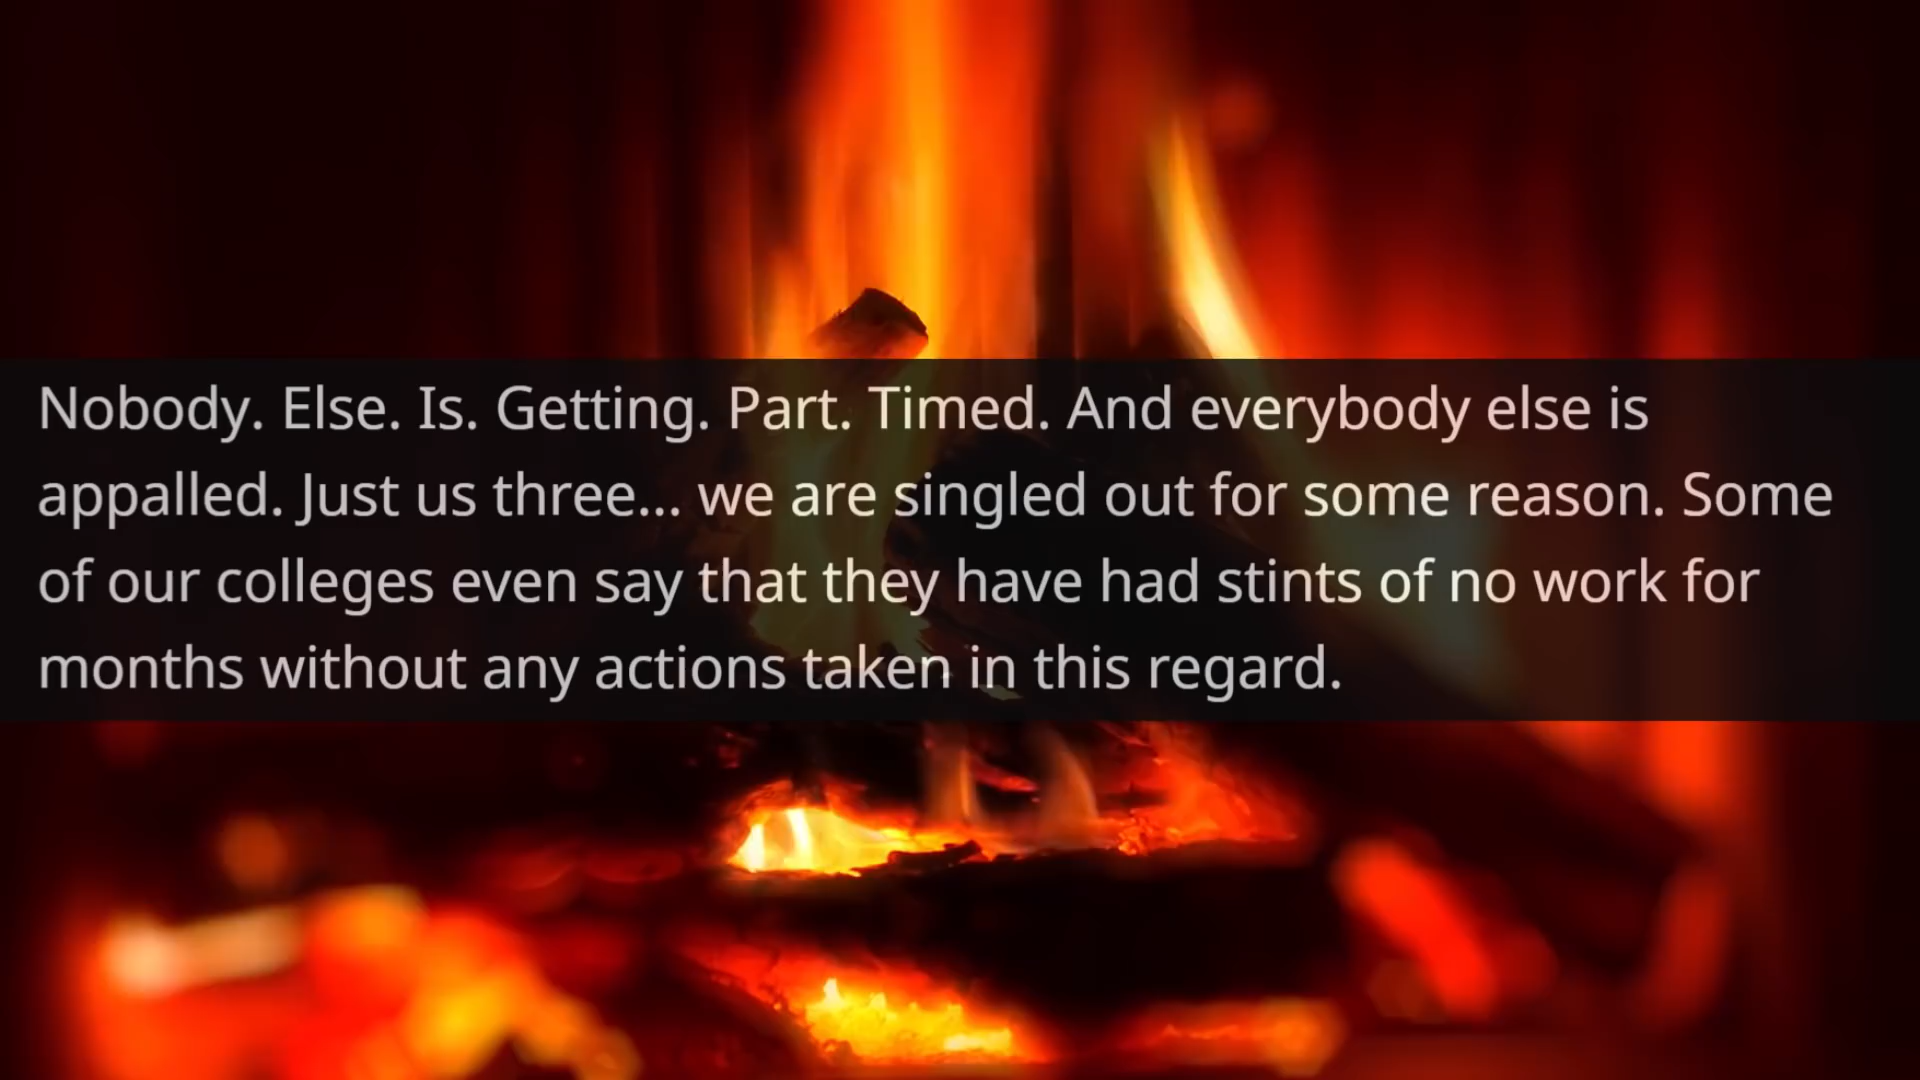 Nobody. Else. Is. Getting. Part. Timed. And everybody else is
appalled. Just us three... we are singled out for some reason. Some
of our colleges even say that they have had stints of no work for
months without any actions taken in this regard.